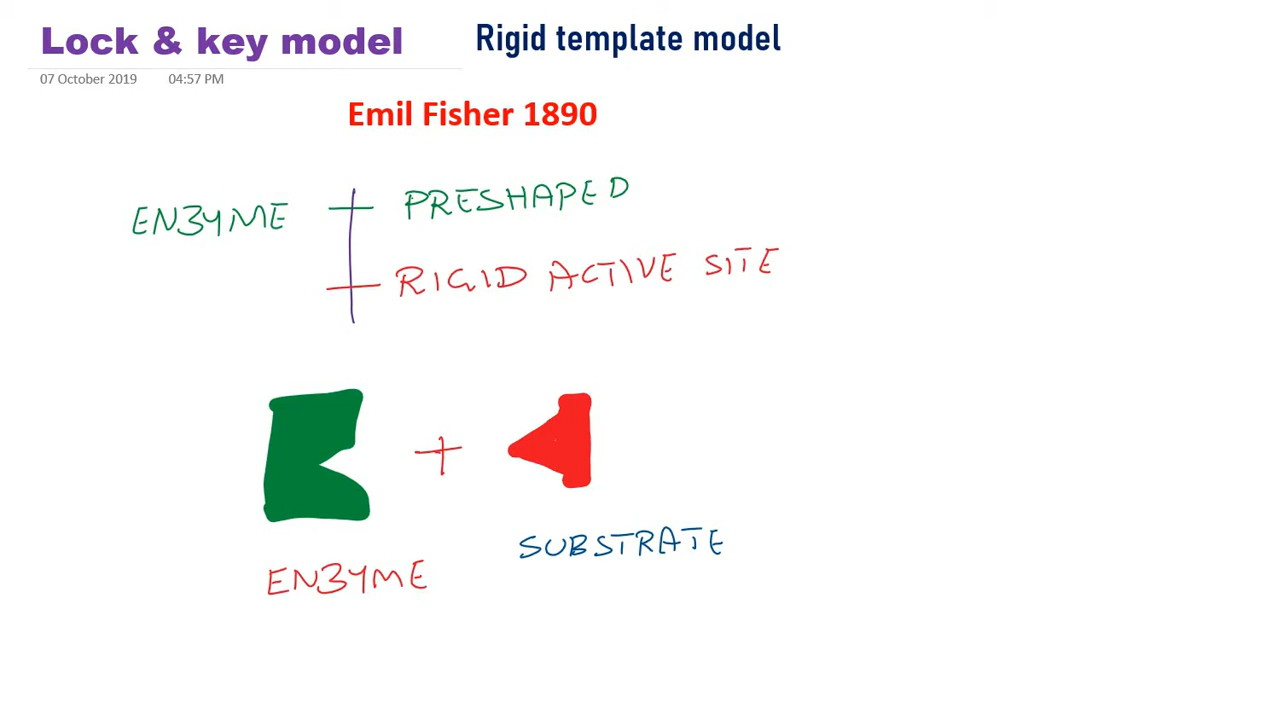 Lock & key model
Rigid template model
07 October 2019 04:57 PM
Emil Fisher 1890
ENZYME
PRESHAPED
RIGID ACTIVE SITE
+
SUBSTRATE
ENZYME